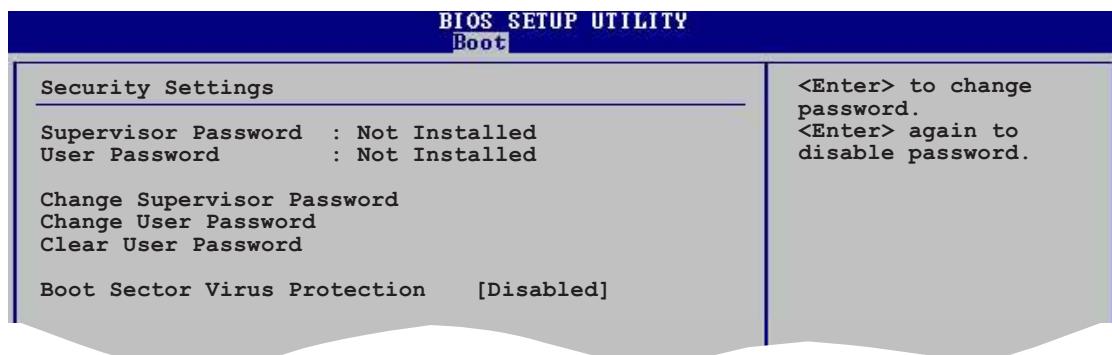 BIOS SETUP UTILITY
Boot
Security Settings
Supervisor Password : Not Installed
User Password : Not Installed
Change Supervisor Password
Change User Password
Clear User Password
Boot Sector Virus Protection [Disabled]
<Enter> to change
password.
<Enter> again to
disable password.